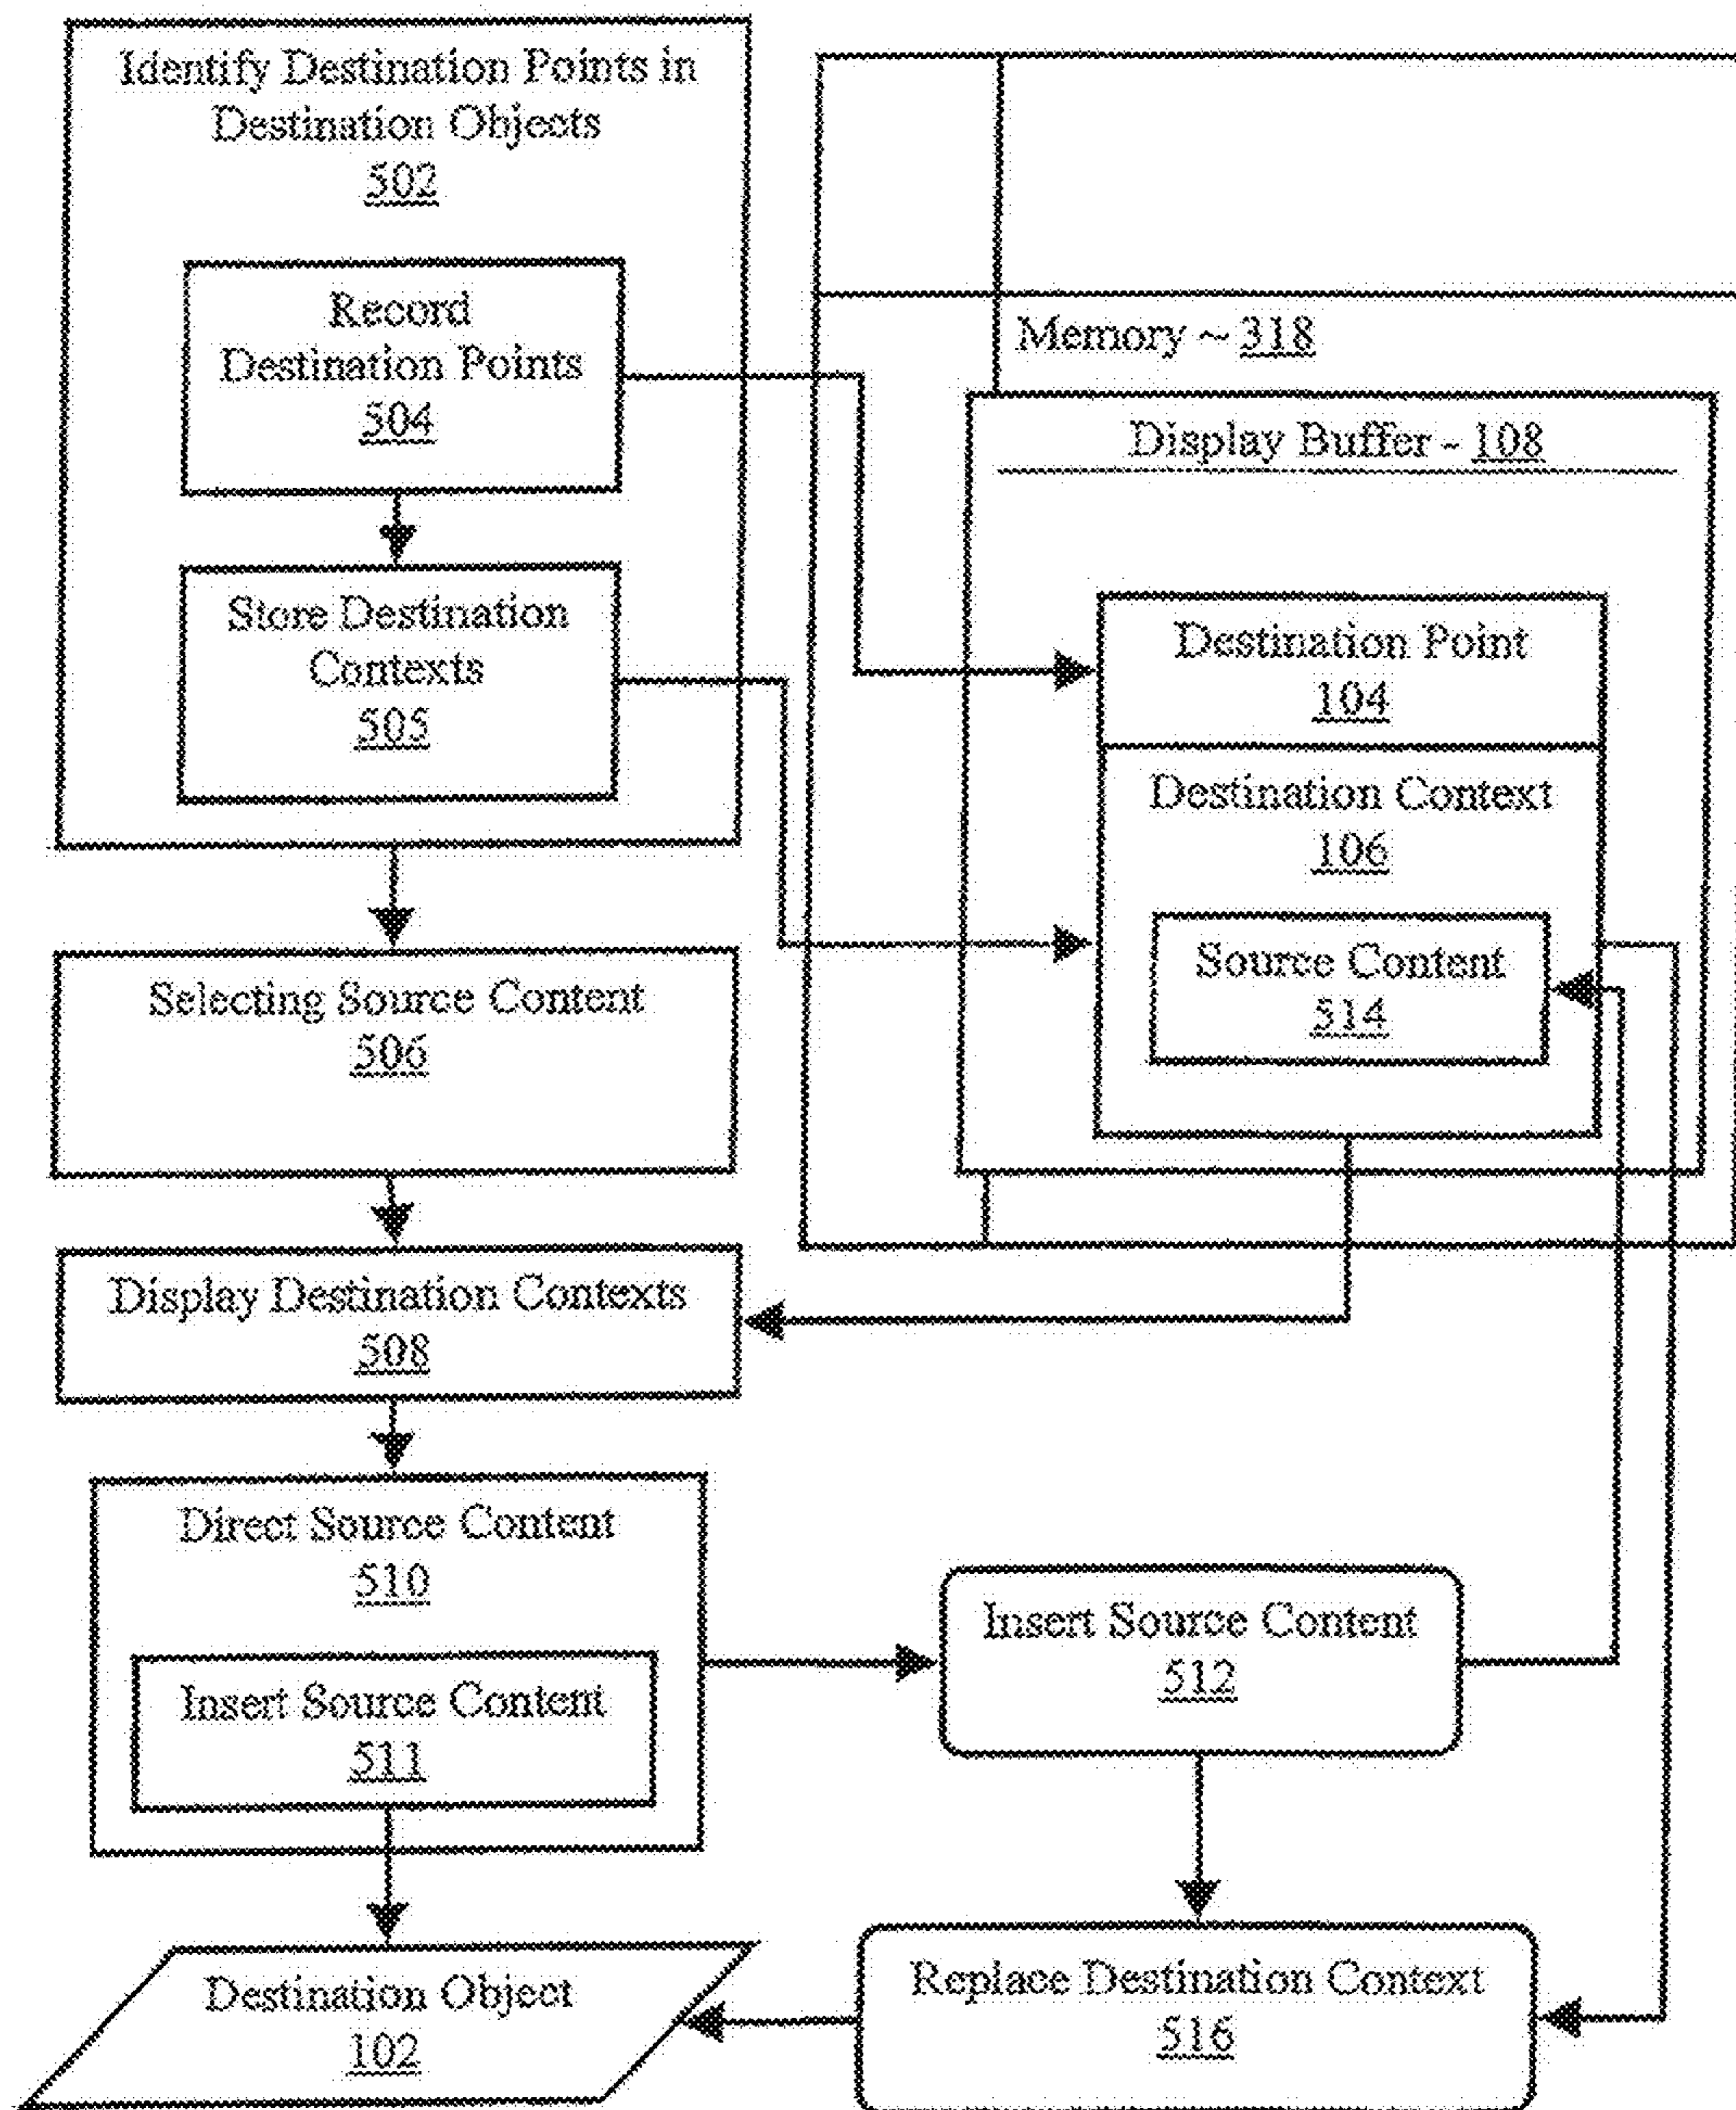 Identify Destination Points in
Destination Objects
502
Record
Destination Points
504
Store Destination
Contexts
505
Selecting Source Content
506
Display Destination Contexts
508
Direct Source Content
510
Insert Source Content
511
Destination Object
102
Memory ~ 318
Display Buffer - 108
Destination Point
104
Destination Context
106
Source Content
514
Insert Source Content
512
Replace Destination Context
516